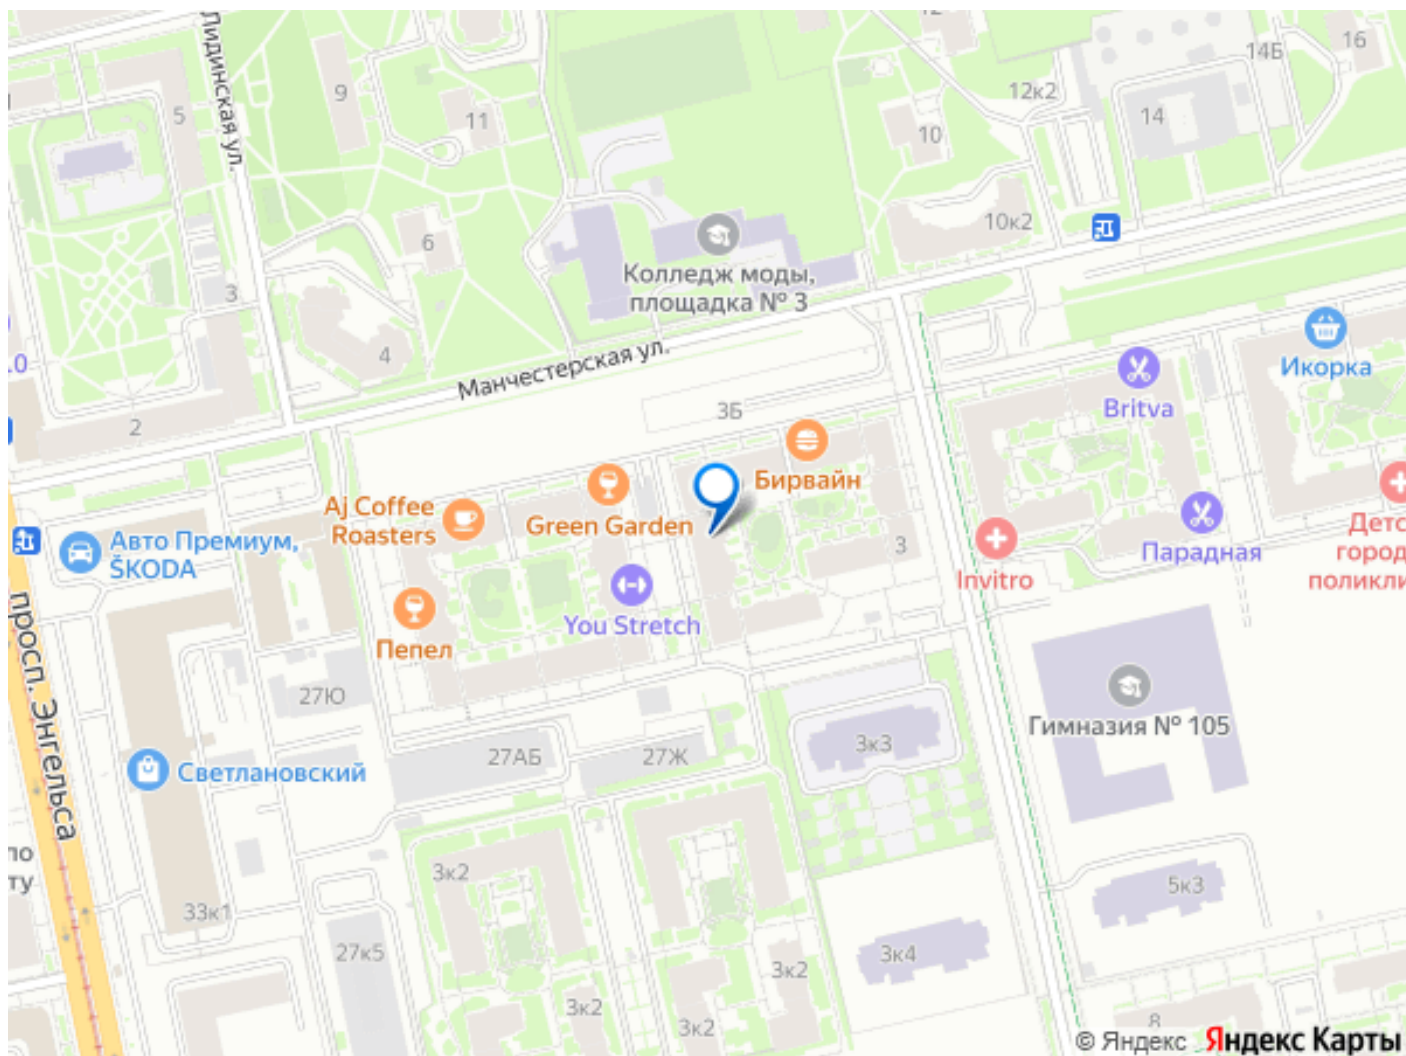 12
16
14Б
Лидинская ул.
9
12к2
5
11
14
10
6
10к2
Колледж моды,
площадка № 3
3
4
Манчестерская ул.
Икорка
Britva
3Б
2
Бирвайн
Aj Coffee
Roasters
Green Garden
Авто Премиум,
ŠKODA
3
Invitro
Парадная
You Stretch
Пепел
просп. Энгельса
27Ю
Гимназия № 105
27АБ
27Ж
3к3
Светлановский
3к2
5к3
33к1
27к5
3к4
3к2
3к2
3к2
8
© Яндекс Яндекс Карты